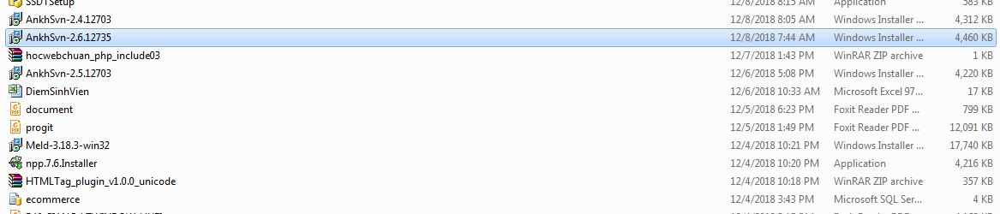 SSDTSetup 12/8/2018 8:15 AM Application 583 KB
AnkhSvn-2.4.12703 12/8/2018 8:05 AM Windows Installer ... 4,312 KB
AnkhSvn-2.6.12735 12/8/2018 7:44 AM Windows Installer ... 4,460 KB
hocwebchuan_php_include03 12/7/2018 1:43 PM WinRAR ZIP archive 1 KB
AnkhSvn-2.5.12703 12/6/2018 5:08 PM Windows Installer ... 4,220 KB
DiemSinhVien 12/6/2018 10:33 AM Microsoft Excel 97... 17 KB
document 12/5/2018 6:23 PM Foxit Reader PDF ... 799 KB
progit 12/5/2018 1:49 PM Foxit Reader PDF ... 12,091 KB
Meld-3.18.3-win32 12/4/2018 10:21 PM Windows Installer ... 17,740 KB
npp.7.6.Installer 12/4/2018 10:20 PM Application 4,216 KB
HTMLTag_plugin_v1.0.0_unicode 12/4/2018 10:18 PM WinRAR ZIP archive 357 KB
ecommerce 12/4/2018 3:43 PM Microsoft SQL Ser... 4 KB